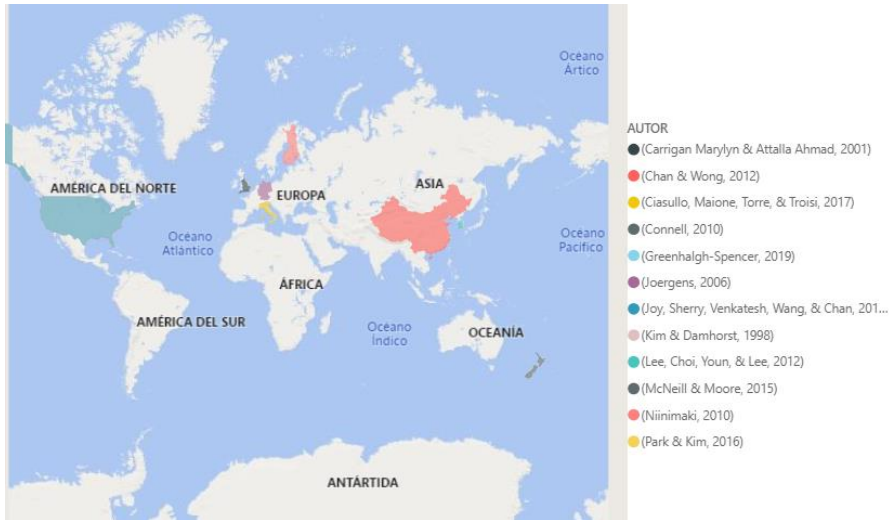 Océano
Ártico
AMÉRICA DEL NORTE
EUROPA
ASIA
Océano
Atlántico
Océano
Pacífico
ÁFRICA
AMÉRICA DEL SUR
Océano
Índico
OCEANÍA
ANTÁRTIDA
AUTOR
(Carrigan Marylyn & Attalla Ahmad, 2001)
(Chan & Wong, 2012)
(Ciasullo, Maione, Torre, & Troisi, 2017)
(Connell, 2010)
(Greenhalgh-Spencer, 2019)
(Joergens, 2006)
(Joy, Sherry, Venkatesh, Wang, & Chan, 201...
(Kim & Damhorst, 1998)
(Lee, Choi, Youn, & Lee, 2012)
(McNeill & Moore, 2015)
(Niinimaki, 2010)
(Park & Kim, 2016)